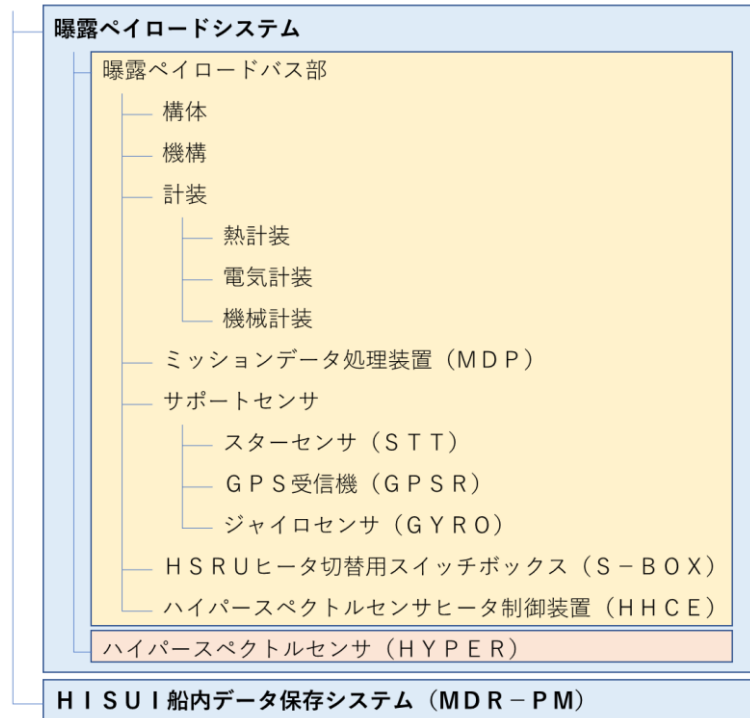 曝露ペイロードシステム
曝露ペイロードバス部
構体
機構
計装
熱計装
電気計装
機械計装
ミッションデータ処理装置（ＭＤＰ）
サポートセンサ
スターセンサ（ＳＴＴ）
ＧＰＳ受信機（ＧＰＳＲ）
ジャイロセンサ（ＧＹＲＯ）
ＨＳＲＵヒータ切替用スイッチボックス（Ｓ－ＢＯＸ）
ハイパースペクトルセンサヒータ制御装置（ＨＨＣＥ）
ハイパースペクトルセンサ（ＨＹＰＥＲ）
ＨＩＳＵＩ船内データ保存システム（MDR－PM）